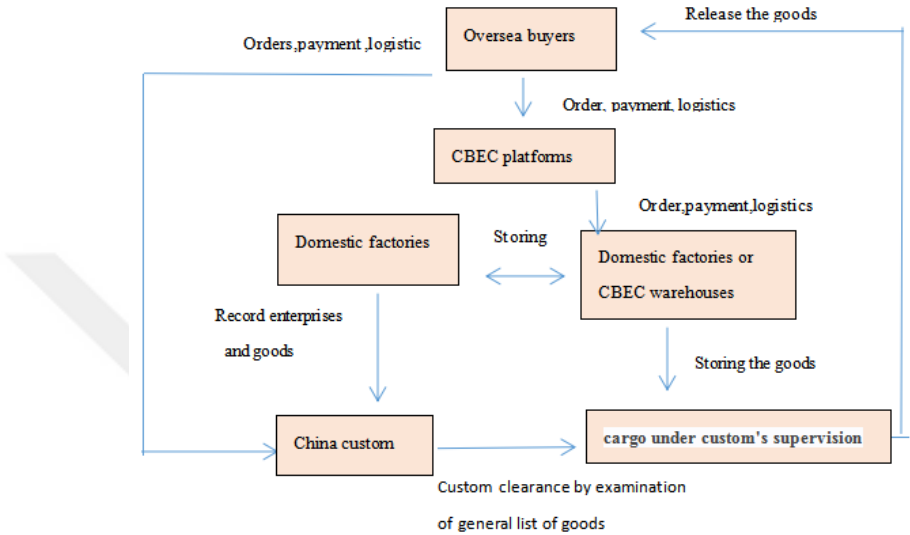 Release the goods
Oversea buyers
Orders,payment ,logistic
Order, payment, logistics
CBEC platforms
Order,payment,logistics
Domestic factories
Storing
Domestic factories or
CBEC warehouses
Record enterprises
and goods
Storing the goods
China custom
cargo under custom's supervision
Custom clearance by examination
of general list of goods